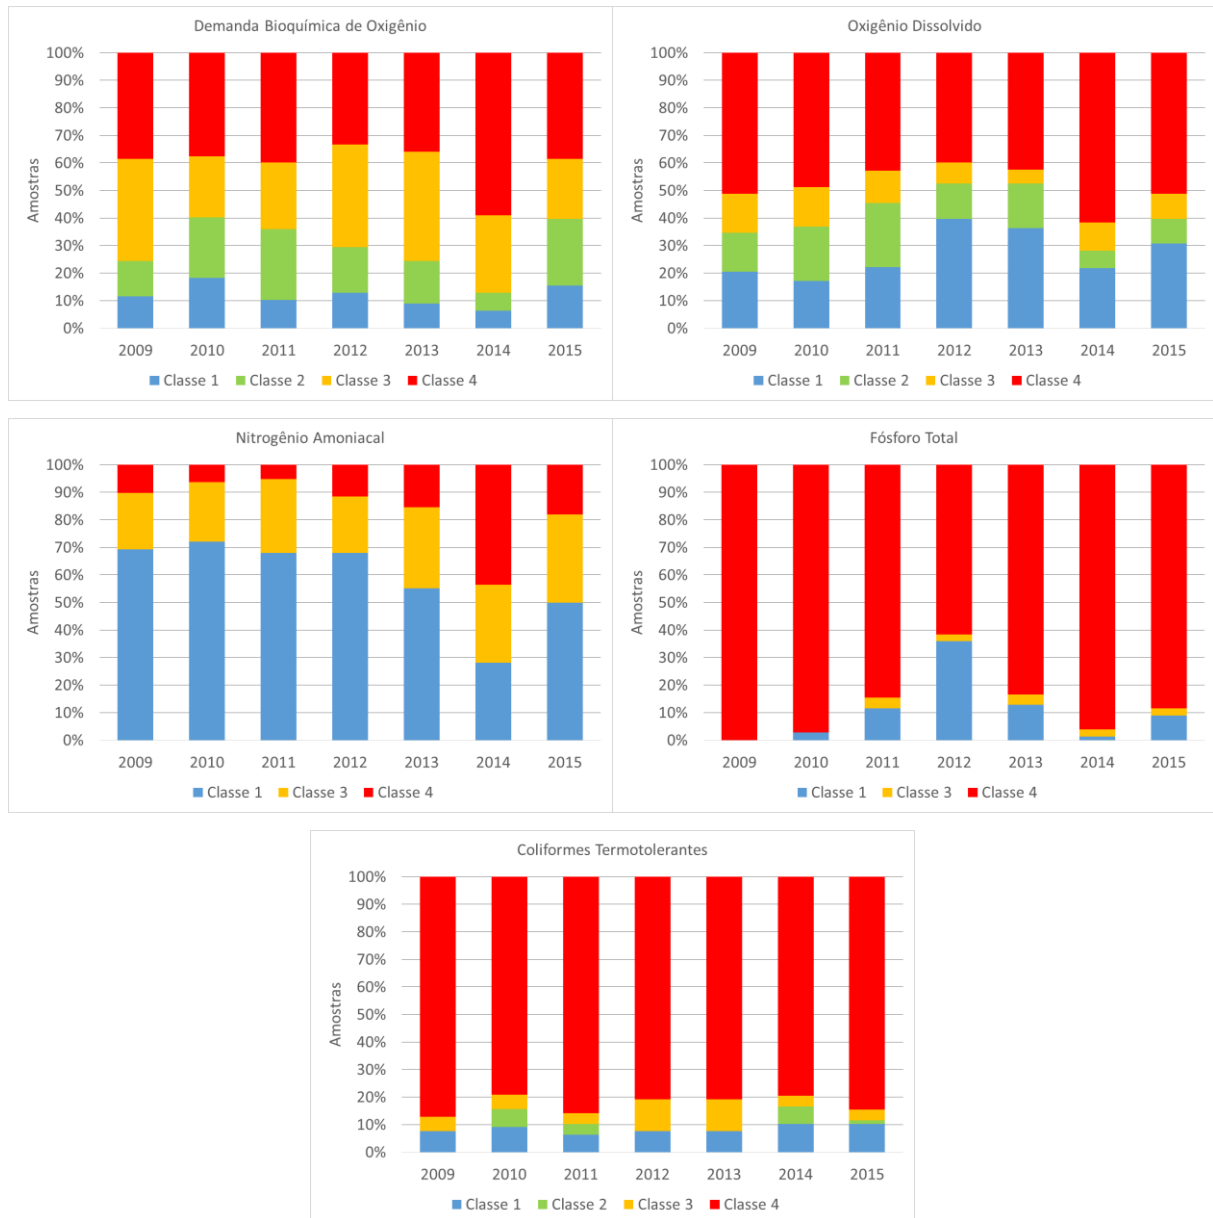 Demanda Bioquímica de Oxigênio
Amostras
100%
90%
80%
70%
60%
50%
40%
30%
20%
10%
0%
2009 2010 2011 2012 2013 2014 2015
Classe 1 Classe 2 Classe 3 Classe 4
Oxigênio Dissolvido
Amostras
100%
90%
80%
70%
60%
50%
40%
30%
20%
10%
0%
2009 2010 2011 2012 2013 2014 2015
Classe 1 Classe 2 Classe 3 Classe 4
Nitrogênio Amoniacal
Amostras
100%
90%
80%
70%
60%
50%
40%
30%
20%
10%
0%
2009 2010 2011 2012 2013 2014 2015
Classe 1 Classe 3 Classe 4
Fósforo Total
Amostras
100%
90%
80%
70%
60%
50%
40%
30%
20%
10%
0%
2009 2010 2011 2012 2013 2014 2015
Classe 1 Classe 3 Classe 4
Coliformes Termotolerantes
Amostras
100%
90%
80%
70%
60%
50%
40%
30%
20%
10%
0%
2009 2010 2011 2012 2013 2014 2015
Classe 1 Classe 2 Classe 3 Classe 4